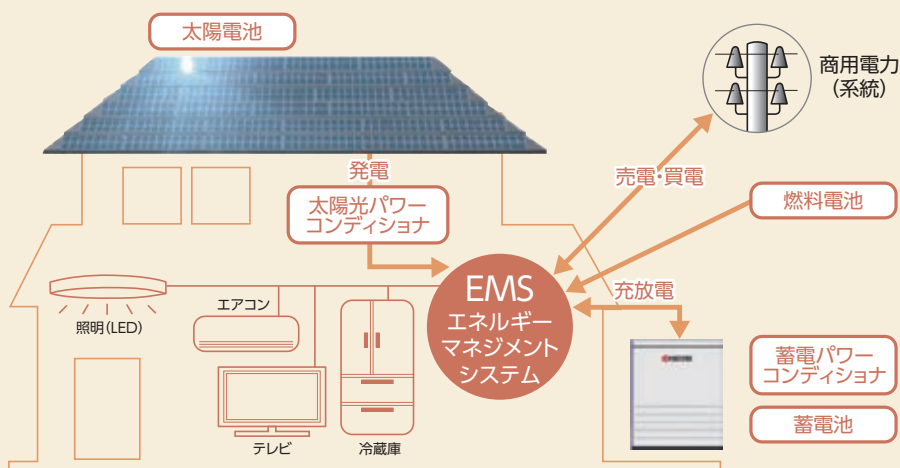 太陽電池
商用電力
(系統)
発電
売電・買電
太陽光パワー
コンディショナ
燃料電池
EMS
エネルギー
マネジメント
システム
充放電
照明(LED)
エアコン
テレビ
冷蔵庫
KYOCERA
蓄電パワー
コンディショナ
蓄電池